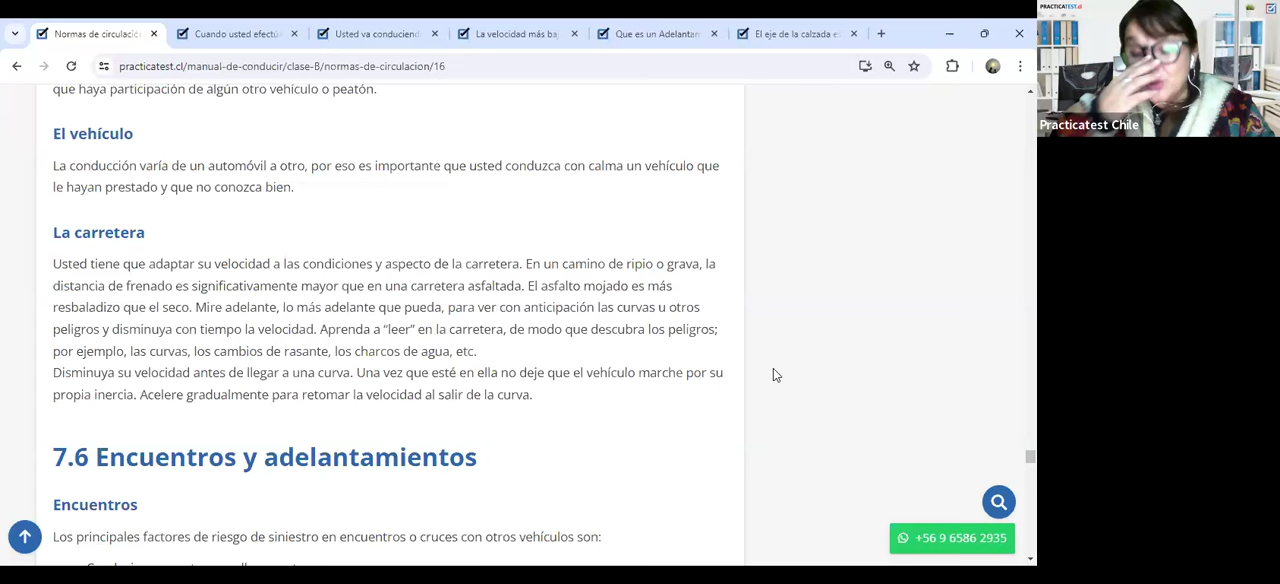 Normas de circulació
Cuando usted efectú
Usted va conduciend
La velocidad más ba
Que es un Adelantan
El eje de la calzada e
practicatest.cl/manual-de-conducir/clase-B/normas-de-circulacion/16
PRACTICATEST.cl
Practicatest Chile
que haya participación de algún otro vehículo o peatón.
El vehículo
La conducción varía de un automóvil a otro, por eso es importante que usted conduzca con calma un vehículo que
le hayan prestado y que no conozca bien.
La carretera
Usted tiene que adaptar su velocidad a las condiciones y aspecto de la carretera. En un camino de ripio o grava, la
distancia de frenado es significativamente mayor que en una carretera asfaltada. El asfalto mojado es más
resbaladizo que el seco. Mire adelante, lo más adelante que pueda, para ver con anticipación las curvas u otros
peligros y disminuya con tiempo la velocidad. Aprenda a “leer” en la carretera, de modo que descubra los peligros;
por ejemplo, las curvas, los cambios de rasante, los charcos de agua, etc.
Disminuya su velocidad antes de llegar a una curva. Una vez que esté en ella no deje que el vehículo marche por su
propia inercia. Acelere gradualmente para retomar la velocidad al salir de la curva.
7.6 Encuentros y adelantamientos
Encuentros
Los principales factores de riesgo de siniestro en encuentros o cruces con otros vehículos son:
+56 9 6586 2935